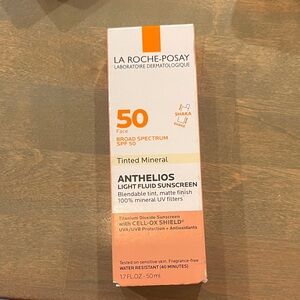 LA ROCHE-POSAY
LABORATOIRE DERMATOLOGIQUE
50
Face
BROAD SPECTRUM
SPF 50
SHAKA
SHAKE
Tinted Mineral
ANTHELIOS
LIGHT FLUID SUNSCREEN
Blendable tint, matte finish
100% mineral UV filters
Titanium Dioxide Sunscreen
with CELL-OX SHIELD®
UVA/UVB Protection + Antioxidants
Tested on sensitive skin. Fragrance-free
WATER RESISTANT (40 MINUTES)
1.7 FL.OZ - 50 ml